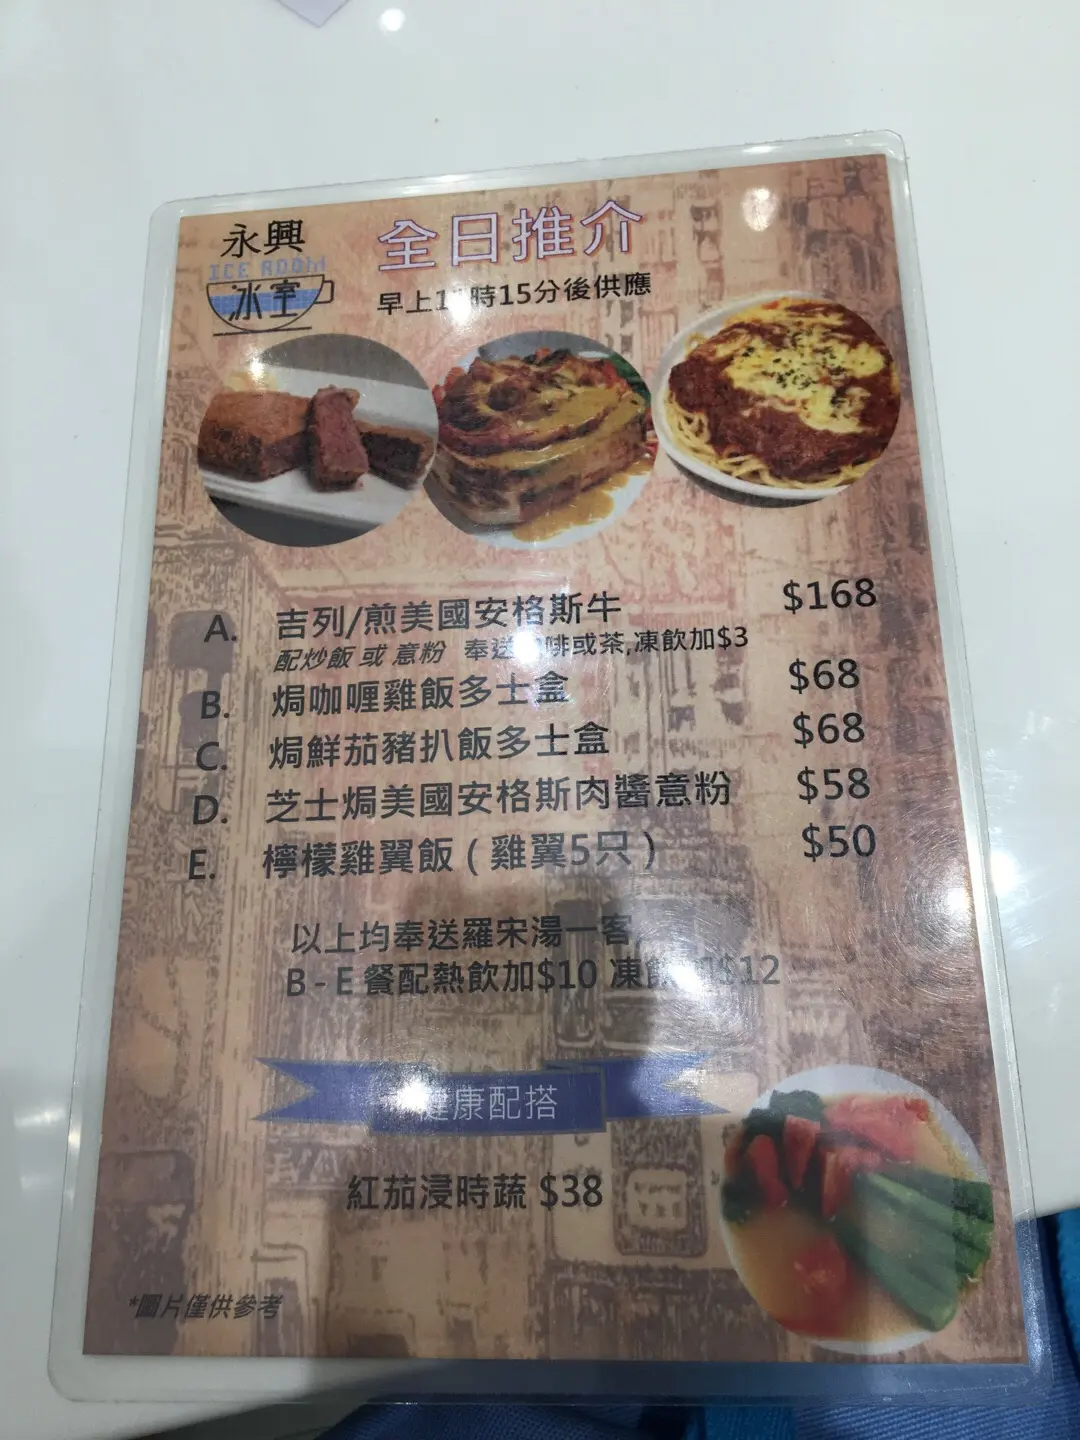 永興
ICE ROOM
冰室
全日推介
早上1 時15分後供應
A. 吉列/煎美國安格斯牛 $168
配炒飯 或 意粉 奉送 啡或茶,凍飲加$3
B. 焗咖喱雞飯多士盒 $68
C. 焗鮮茄豬扒飯多士盒 $68
D. 芝士焗美國安格斯肉醬意粉 $58
E. 檸檬雞翼飯 ( 雞翼5只 ) $50
以上均奉送羅宋湯一客
B - E 餐配熱飲加$10 凍飲 $12
健康配搭
紅茄浸時蔬 $38
*圖片僅供參考